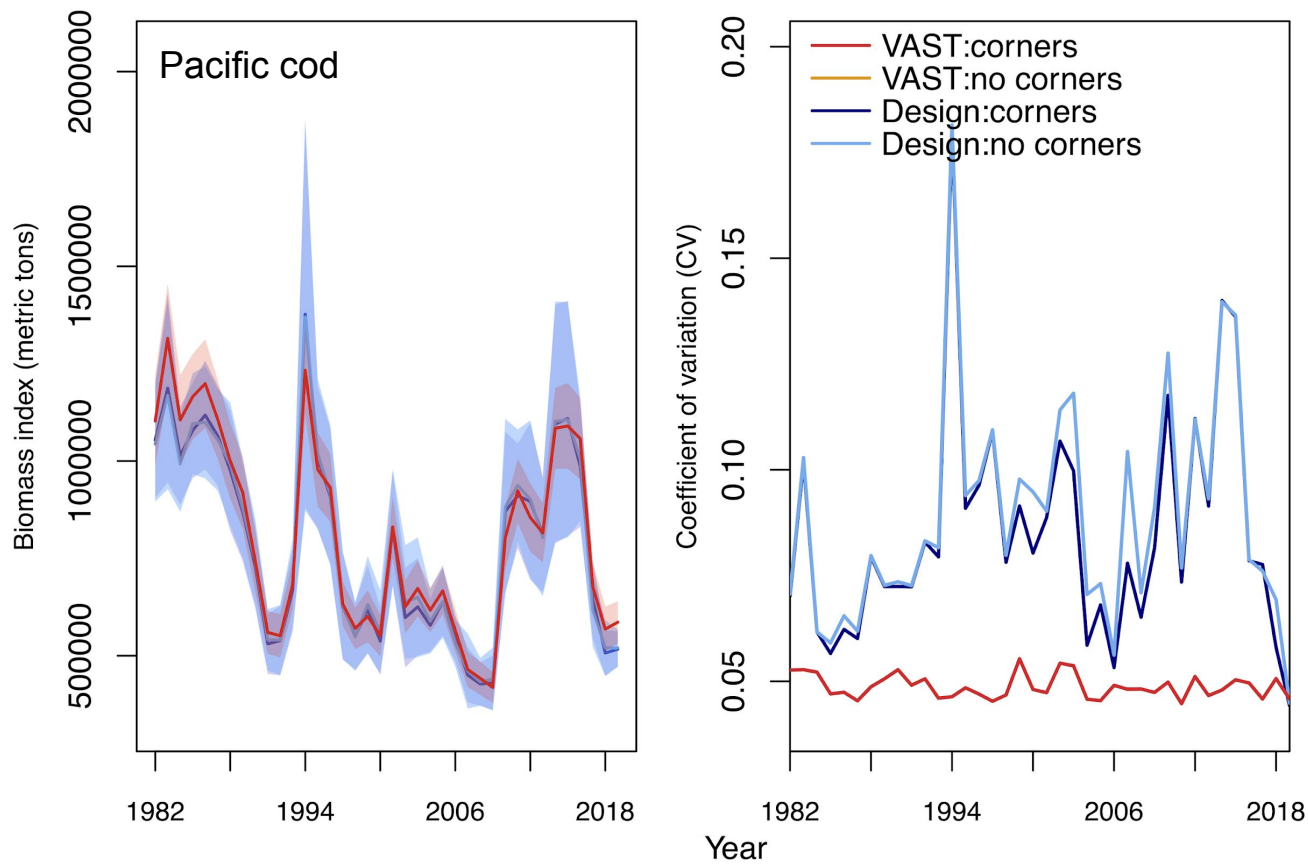 Pacific cod
Biomass index (metric tons)
2000000
1500000
1000000
500000
1982
1994
2006
2018
VAST:corners
VAST:no corners
Design:corners
Design:no corners
Coefficient of variation (CV)
0.20
0.15
0.10
0.05
1982
1994
2006
2018
Year